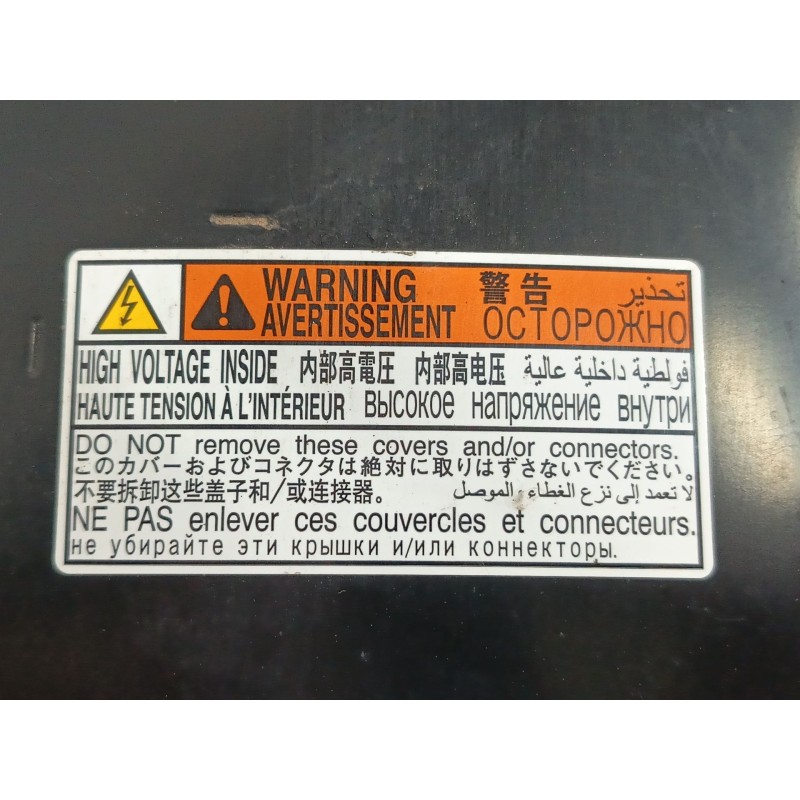 WARNING 警告 تحذير
AVERTISSEMENT ОСТОРОЖНО
HIGH VOLTAGE INSIDE 内部高電圧 内部高电压 فولطية داخلية عالية
HAUTE TENSION À L'INTÉRIEUR высокое напряжение внутри
DO NOT remove these covers and/or connectors.
このカバーおよびコネクタは絶対に取りはずさないでください。
不要拆卸这些盖子和/或连接器。 لا تعمد إلى نزع الغطاء/الموصل
NE PAS enlever ces couvercles et connecteurs.
не убирайте эти крышки и/или коннекторы.